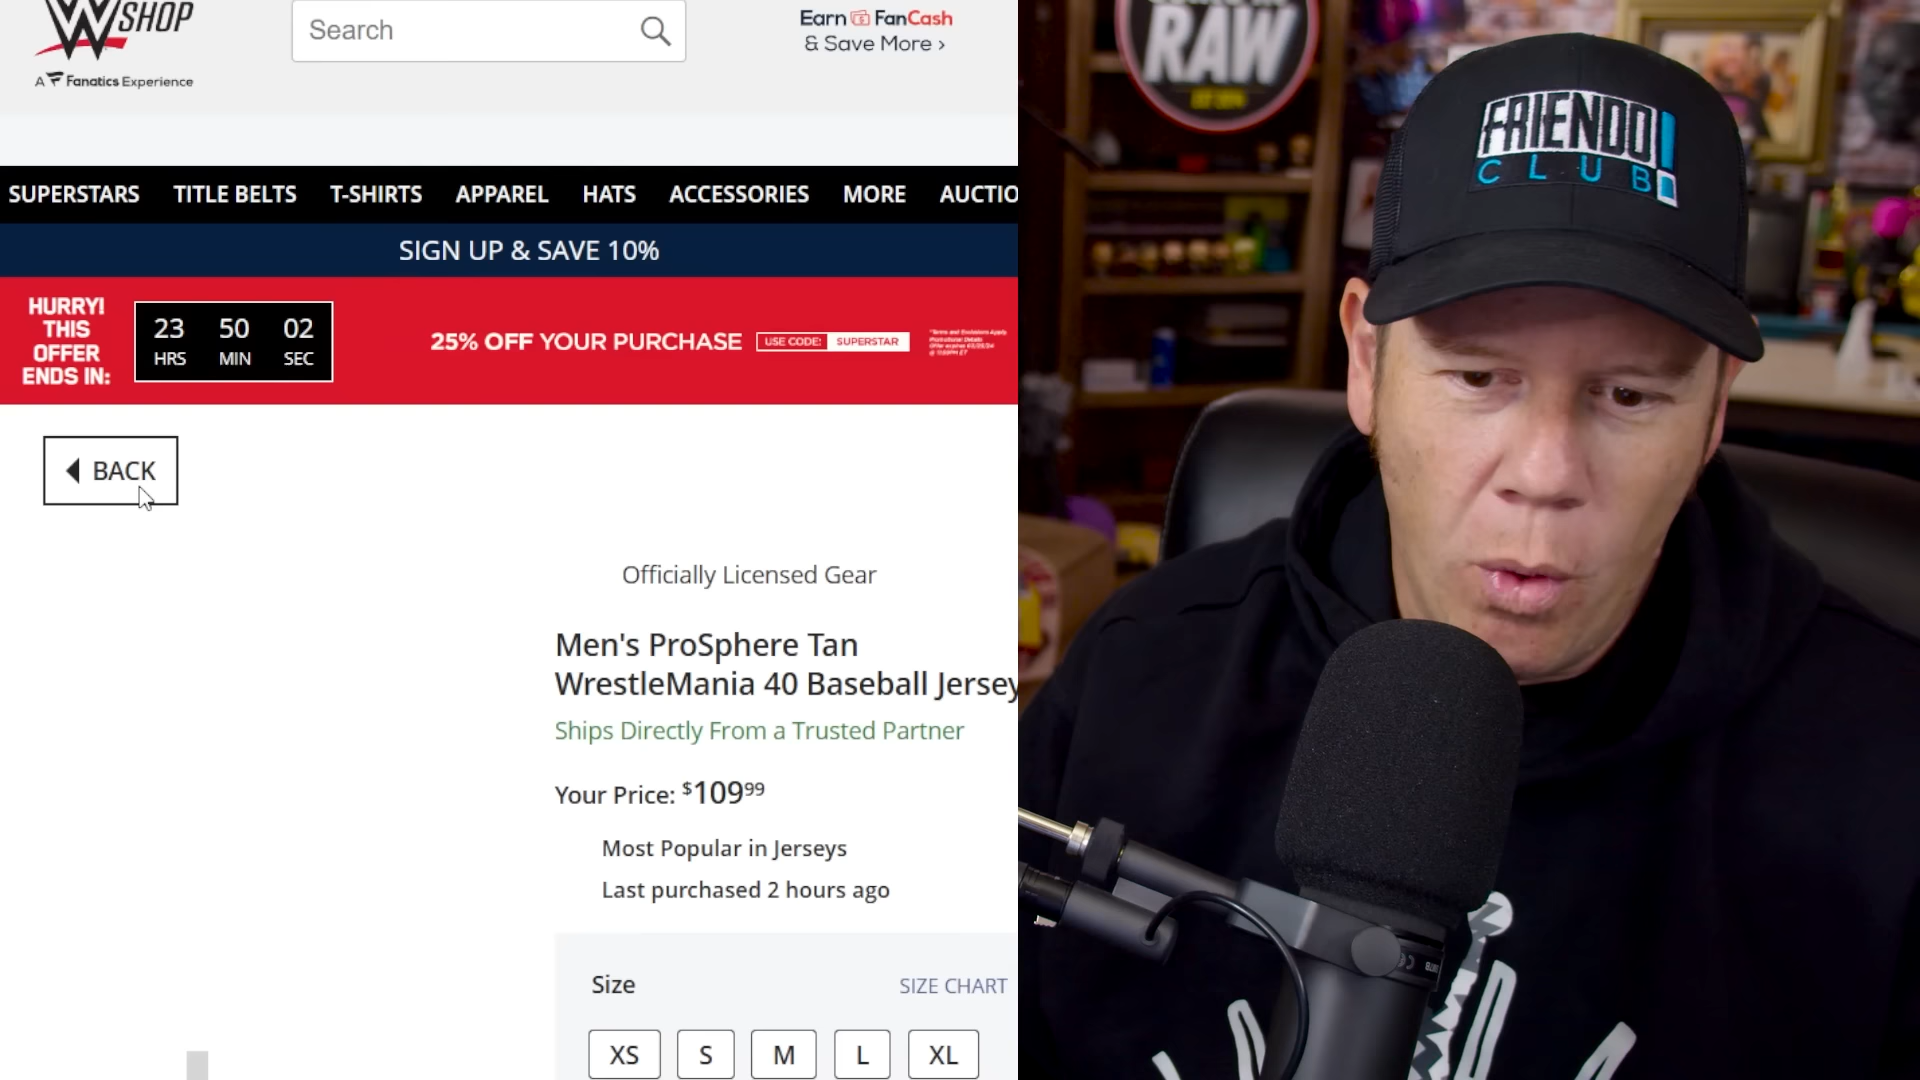 W SHOP
A Fanatics Experience
Search
Earn FanCash
& Save More ›
SUPERSTARS TITLE BELTS T-SHIRTS APPAREL HATS ACCESSORIES MORE AUCTIO
SIGN UP & SAVE 10%
HURRY!
THIS
OFFER
ENDS IN:
23 50 02
HRS MIN SEC
25% OFF YOUR PURCHASE USE CODE: SUPERSTAR
BACK
Officially Licensed Gear
Men's ProSphere Tan
WrestleMania 40 Baseball Jersey
Ships Directly From a Trusted Partner
Your Price: $109.99
Most Popular in Jerseys
Last purchased 2 hours ago
Size SIZE CHART
XS S M L XL
RAW
FRIENDO!
CLUB